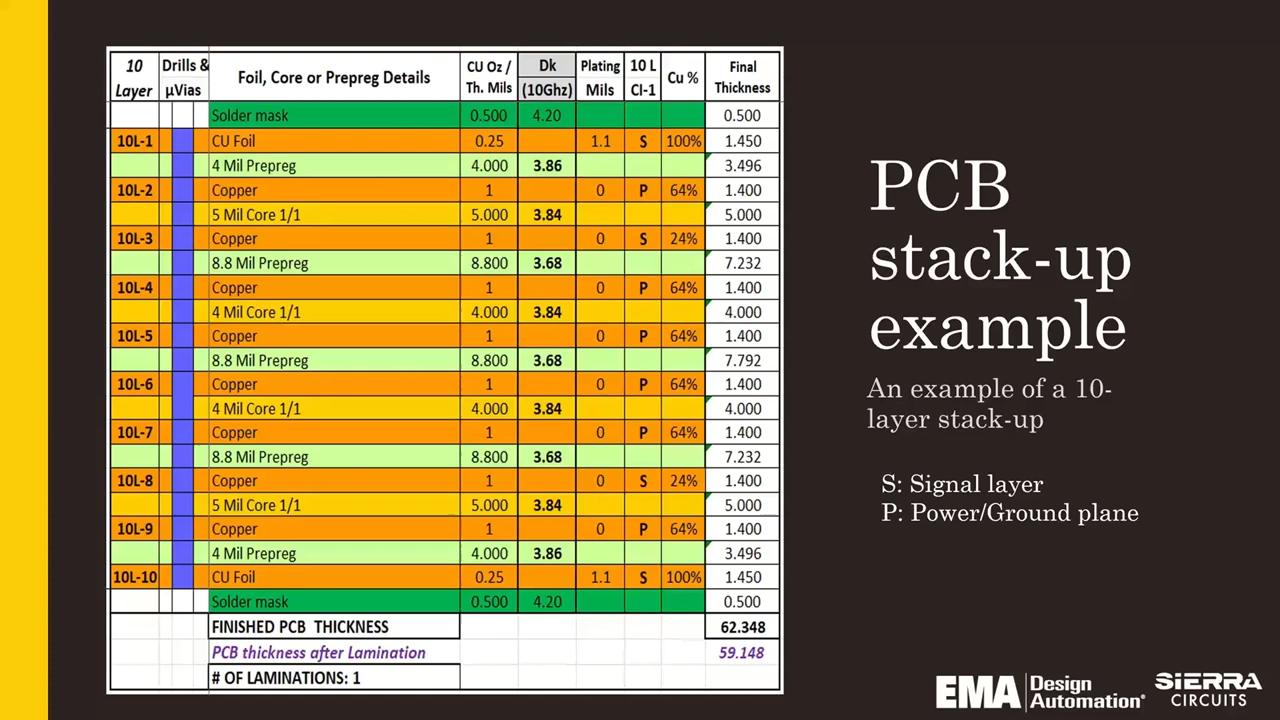 10 Layer Drills & µVias Foil, Core or Prepreg Details CU Oz / Th. Mils Dk (10Ghz) Plating Mils 10 L CI-1 Cu % Final Thickness
Solder mask 0.500 4.20 0.500
10L-1 CU Foil 0.25 1.1 S 100% 1.450
4 Mil Prepreg 4.000 3.86 3.496
10L-2 Copper 1 0 P 64% 1.400
5 Mil Core 1/1 5.000 3.84 5.000
10L-3 Copper 1 0 S 24% 1.400
8.8 Mil Prepreg 8.800 3.68 7.232
10L-4 Copper 1 0 P 64% 1.400
4 Mil Core 1/1 4.000 3.84 4.000
10L-5 Copper 1 0 P 64% 1.400
8.8 Mil Prepreg 8.800 3.68 7.792
10L-6 Copper 1 0 P 64% 1.400
4 Mil Core 1/1 4.000 3.84 4.000
10L-7 Copper 1 0 P 64% 1.400
8.8 Mil Prepreg 8.800 3.68 7.232
10L-8 Copper 1 0 S 24% 1.400
5 Mil Core 1/1 5.000 3.84 5.000
10L-9 Copper 1 0 P 64% 1.400
4 Mil Prepreg 4.000 3.86 3.496
10L-10 CU Foil 0.25 1.1 S 100% 1.450
Solder mask 0.500 4.20 0.500
FINISHED PCB THICKNESS 62.348
PCB thickness after Lamination 59.148
# OF LAMINATIONS: 1
PCB
stack-up
example
An example of a 10-
layer stack-up
S: Signal layer
P: Power/Ground plane
EMA Design Automation®
SIERRA
CIRCUITS